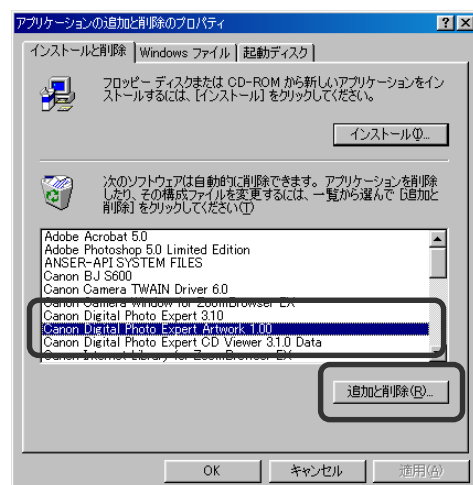 アプリケーションの追加と削除のプロパティ
インストールと削除 Windows ファイル 起動ディスク
フロッピー ディスクまたは CD-ROM から新しいアプリケーションをイン
ストールするには、[インストール] をクリックしてください。
インストール(I)...
次のソフトウェアは自動的に削除できます。アプリケーションを削除
したり、その構成ファイルを変更するには、一覧から選んで [追加と
削除] をクリックしてください(T)
Adobe Acrobat 5.0
Adobe Photoshop 5.0 Limited Edition
ANSER-API SYSTEM FILES
Canon BJ S600
Canon Camera TWAIN Driver 6.0
Canon Camera Window for ZoomBrowser EX
Canon Digital Photo Expert 3.10
Canon Digital Photo Expert Artwork 1.00
Canon Digital Photo Expert CD Viewer 3.1.0 Data
Canon Internet Library for ZoomBrowser EX
追加と削除(R)...
OK キャンセル 適用(A)